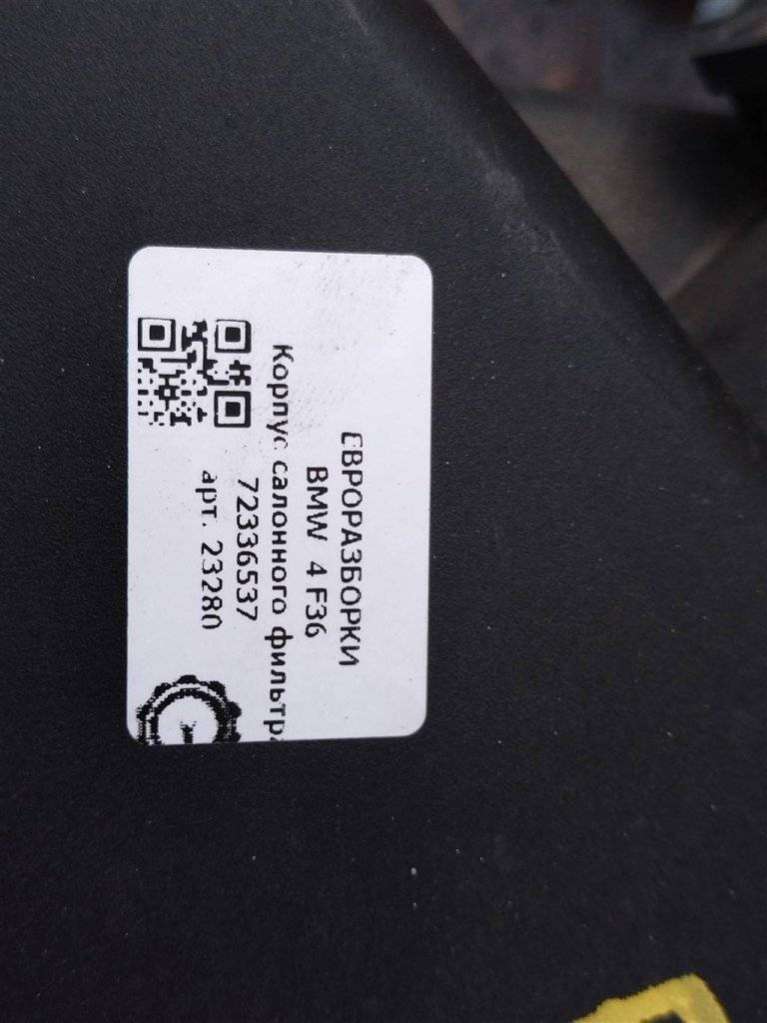 ЕВРОРАЗБОРКИ
BMW 4 F36
Корпус салонного фильтра
72336537
арт. 23280